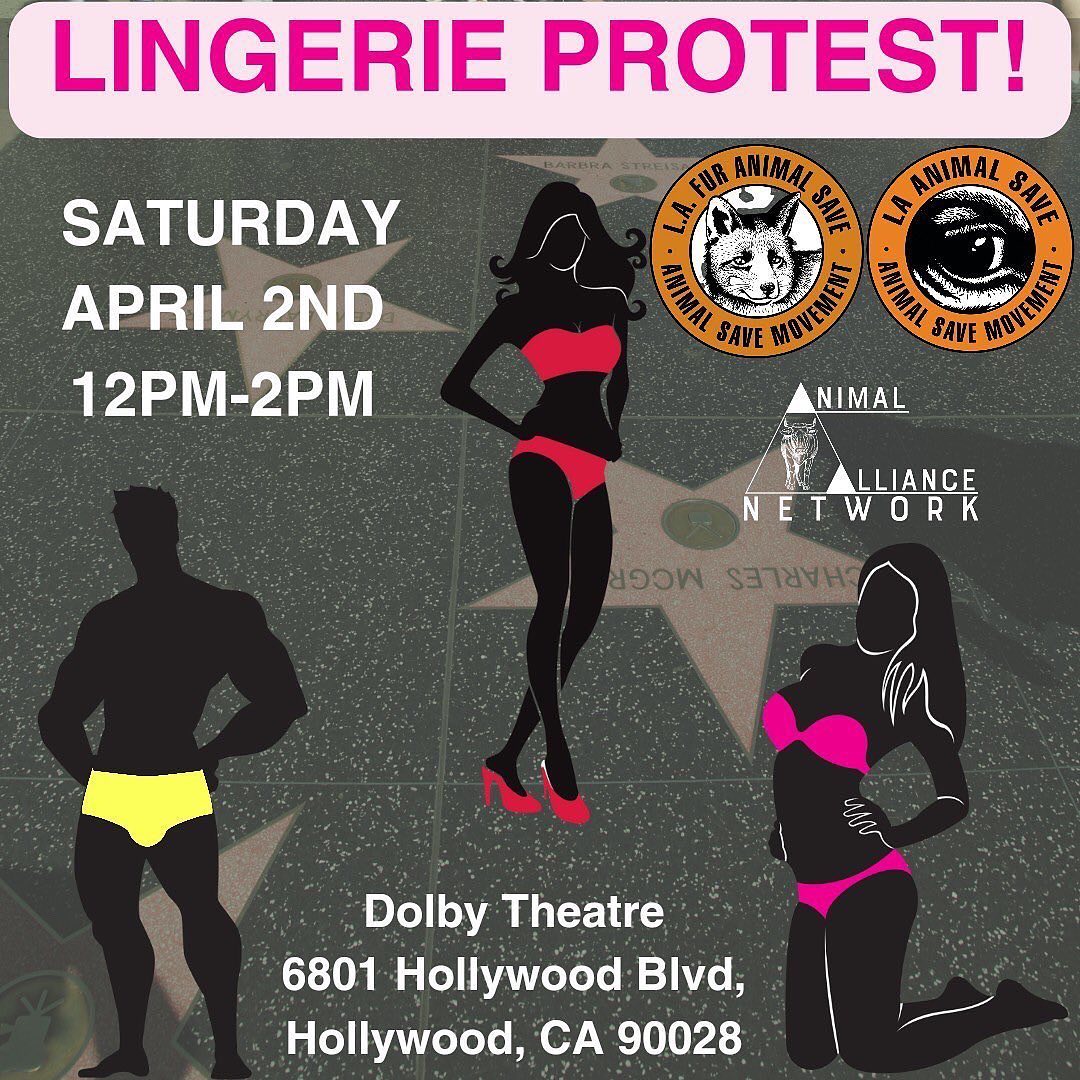 LINGERIE PROTEST!
SATURDAY
APRIL 2ND
12PM-2PM
BARBRA
L.A. FUR ANIMAL SAVE
ANIMAL SAVE MOVEMENT
LA ANIMAL SAVE
ANIMAL SAVE MOVEMENT
ANIMAL
ALLIANCE
NETWORK
CHARLES
Dolby Theatre
6801 Hollywood Blvd,
Hollywood, CA 90028